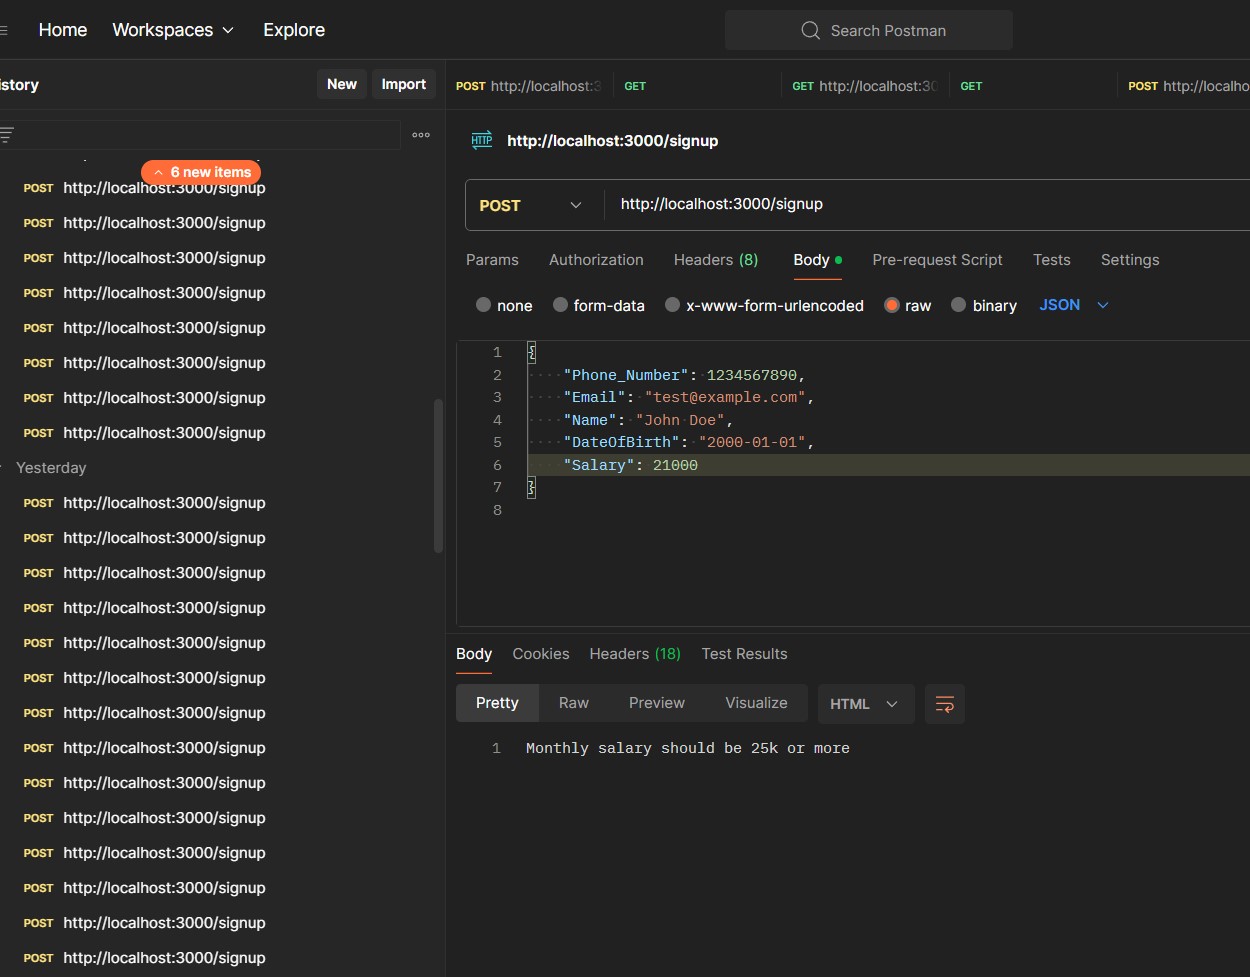 Home Workspaces Explore Search Postman
istory New Import
POST http://localhost:3 GET GET http://localhost:30 GET POST http://localho
6 new items
POST http://localhost:3000/signup
POST http://localhost:3000/signup
POST http://localhost:3000/signup
POST http://localhost:3000/signup
POST http://localhost:3000/signup
POST http://localhost:3000/signup
POST http://localhost:3000/signup
POST http://localhost:3000/signup
Yesterday
POST http://localhost:3000/signup
POST http://localhost:3000/signup
POST http://localhost:3000/signup
POST http://localhost:3000/signup
POST http://localhost:3000/signup
POST http://localhost:3000/signup
POST http://localhost:3000/signup
POST http://localhost:3000/signup
POST http://localhost:3000/signup
POST http://localhost:3000/signup
POST http://localhost:3000/signup
POST http://localhost:3000/signup
POST http://localhost:3000/signup
POST http://localhost:3000/signup
HTTP http://localhost:3000/signup
POST http://localhost:3000/signup
Params Authorization Headers (8) Body Pre-request Script Tests Settings
none form-data x-www-form-urlencoded raw binary JSON
1 {
2 "Phone_Number": 1234567890,
3 "Email": "test@example.com",
4 "Name": "John Doe",
5 "DateOfBirth": "2000-01-01",
6 "Salary": 21000
7 }
8
Body Cookies Headers (18) Test Results
Pretty Raw Preview Visualize HTML
1 Monthly salary should be 25k or more